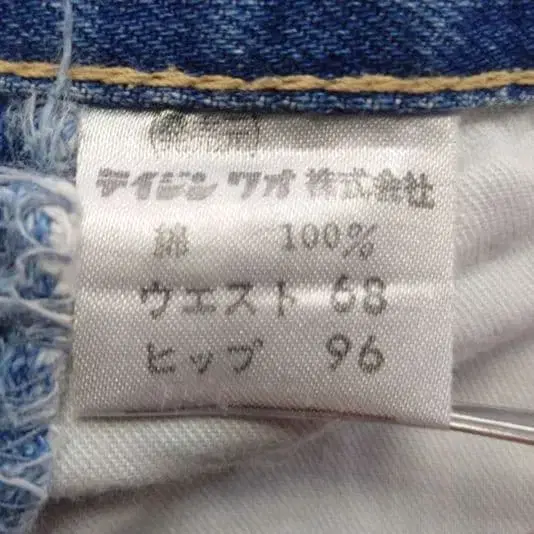 テイジン ワオ 株式会社
綿 100%
ウエスト 68
ヒップ 96